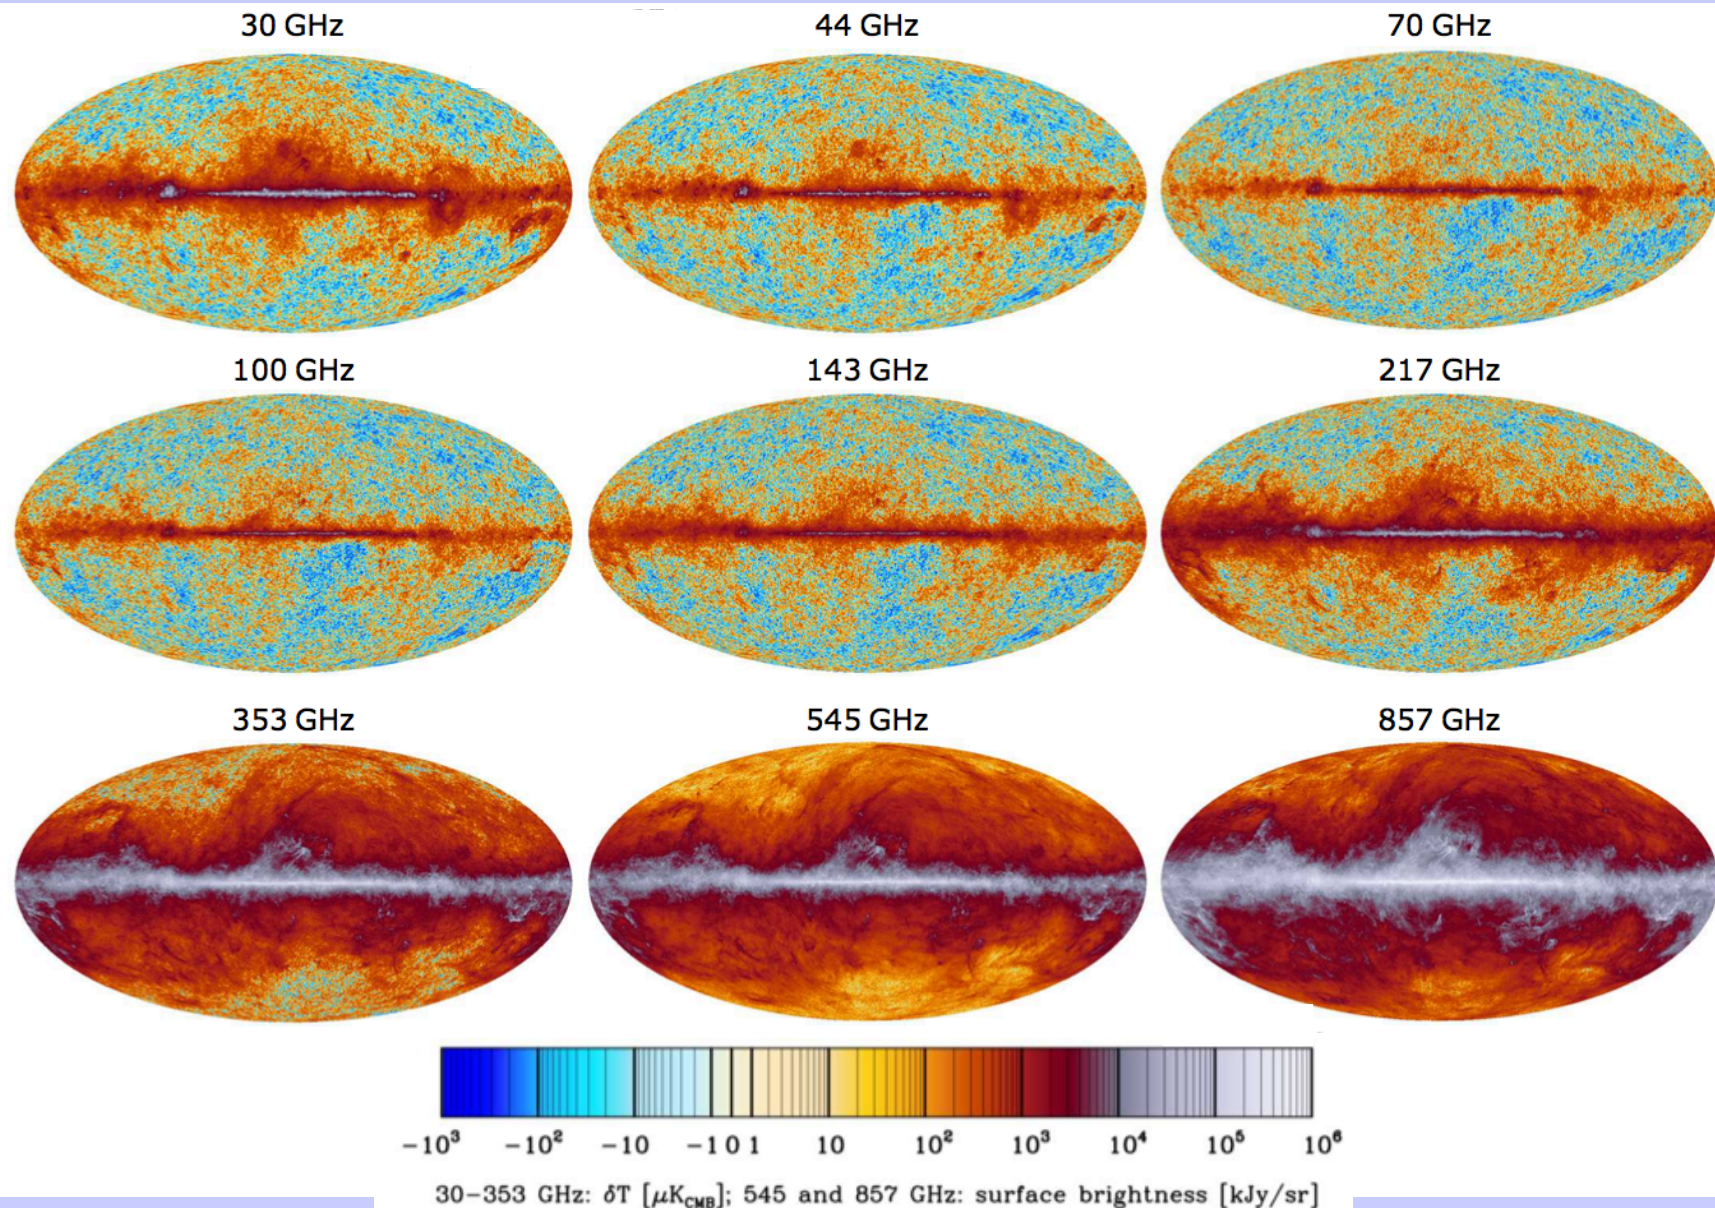 30 GHz 44 GHz 70 GHz
100 GHz 143 GHz 217 GHz
353 GHz 545 GHz 857 GHz
−10³ −10² −10 −1 0 1 10 10² 10³ 10⁴ 10⁵ 10⁶
30−353 GHz: δT [μK_CMB]; 545 and 857 GHz: surface brightness [kJy/sr]